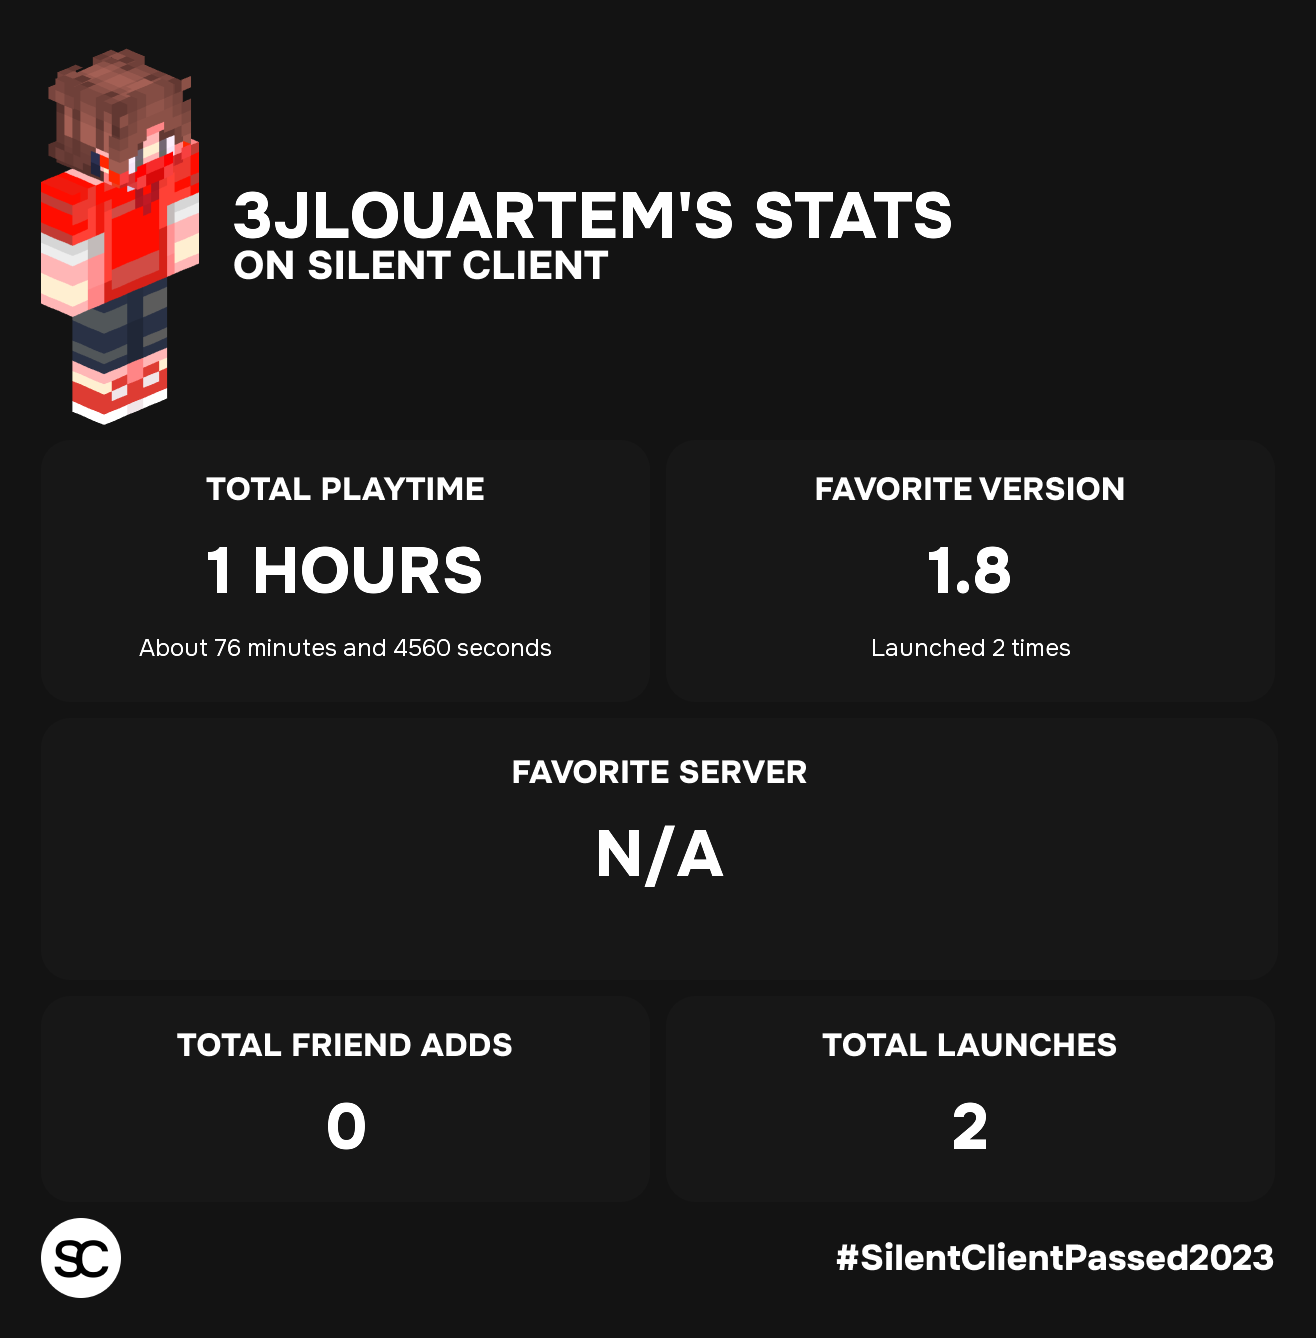 3JLOUARTEM'S STATS
ON SILENT CLIENT
TOTAL PLAYTIME
1 HOURS
About 76 minutes and 4560 seconds
FAVORITE VERSION
1.8
Launched 2 times
FAVORITE SERVER
N/A
TOTAL FRIEND ADDS
0
TOTAL LAUNCHES
2
SC
#SilentClientPassed2023